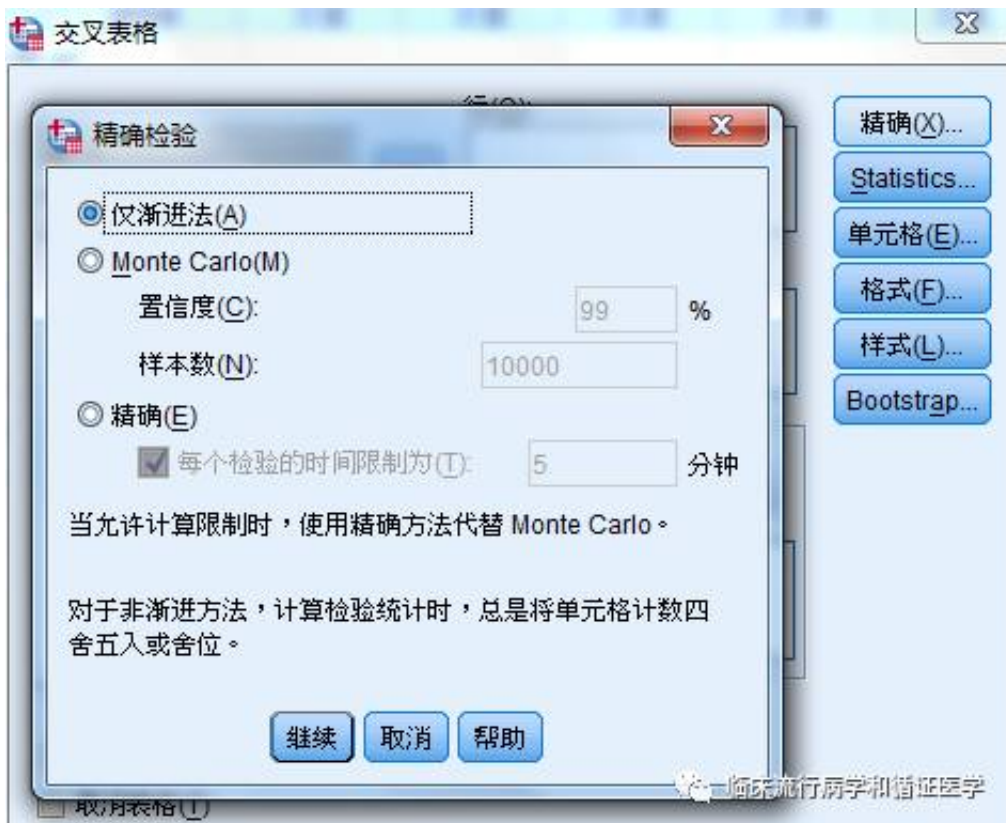 交叉表格
行(O):
精确检验
精确(X)...
仅渐进法(A)
Statistics...
Monte Carlo(M)
单元格(E)...
置信度(C):
99
%
格式(F)...
样本数(N):
10000
样式(L)...
精确(E)
Bootstrap...
每个检验的时间限制为(T):
5
分钟
当允许计算限制时，使用精确方法代替 Monte Carlo。
对于非渐进方法，计算检验统计时，总是将单元格计数四
舍五入或舍位。
继续
取消
帮助
临床流行病学和循证医学
取消表格(T)